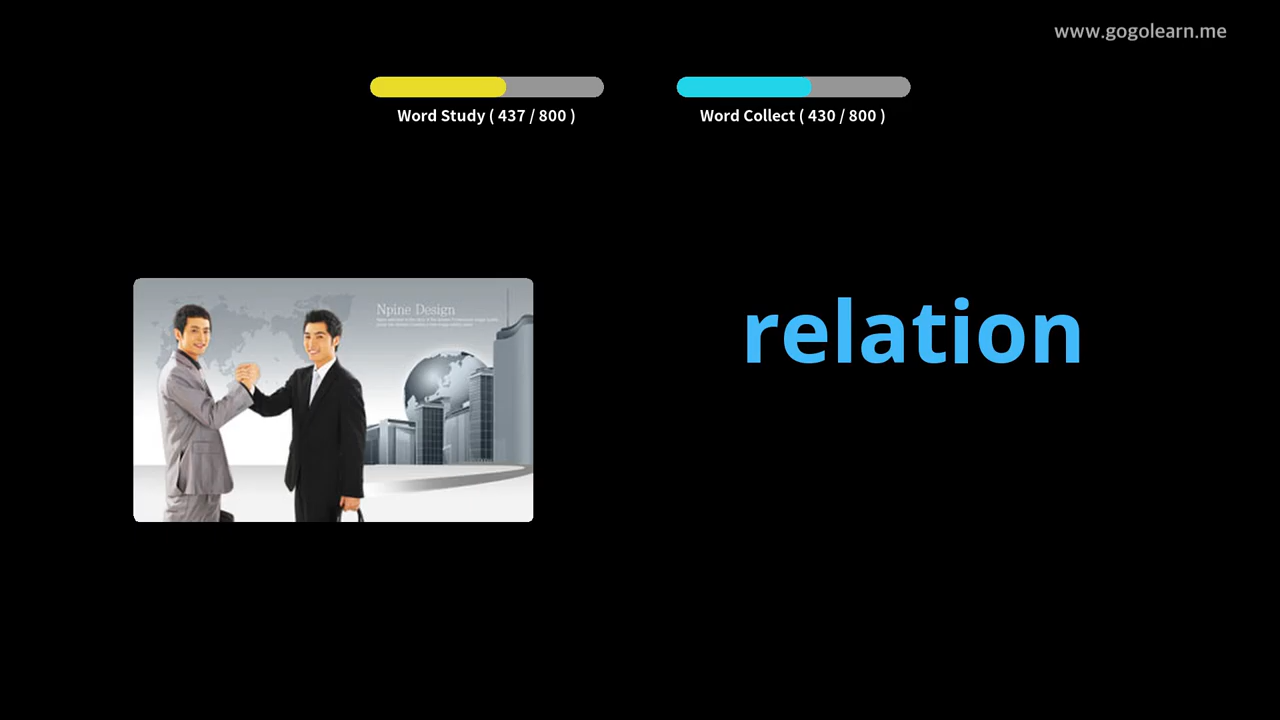 www.gogolearn.me
Word Study ( 437 / 800 )
Word Collect ( 430 / 800 )
Npine Design
relation